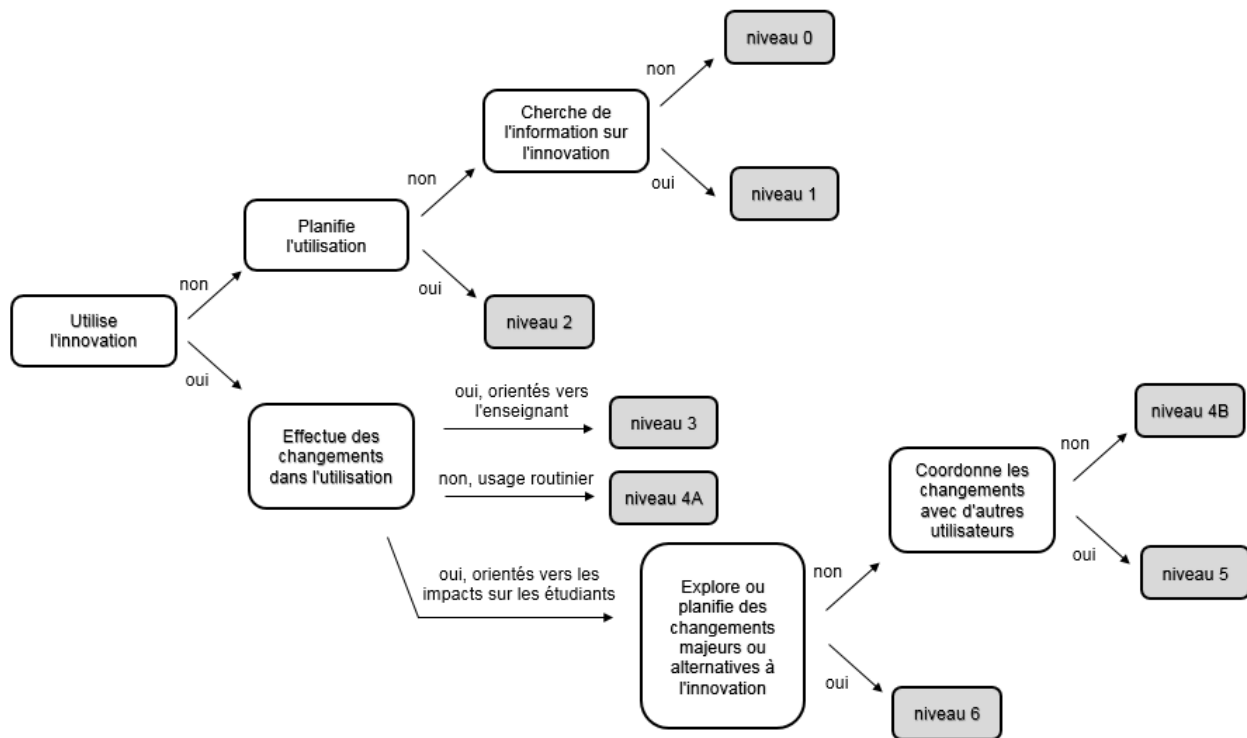 niveau 0
non
Cherche de
l'information sur
l'innovation
oui
niveau 1
non
Planifie
l'utilisation
oui
niveau 2
non
Utilise
l'innovation
oui
Effectue des
changements
dans l'utilisation
oui, orientés vers
l'enseignant
niveau 3
non, usage routinier
niveau 4A
oui, orientés vers les
impacts sur les étudiants
Explore ou
planifie des
changements
majeurs ou
alternatives à
l'innovation
non
Coordonne les
changements
avec d'autres
utilisateurs
non
niveau 4B
oui
niveau 5
oui
niveau 6